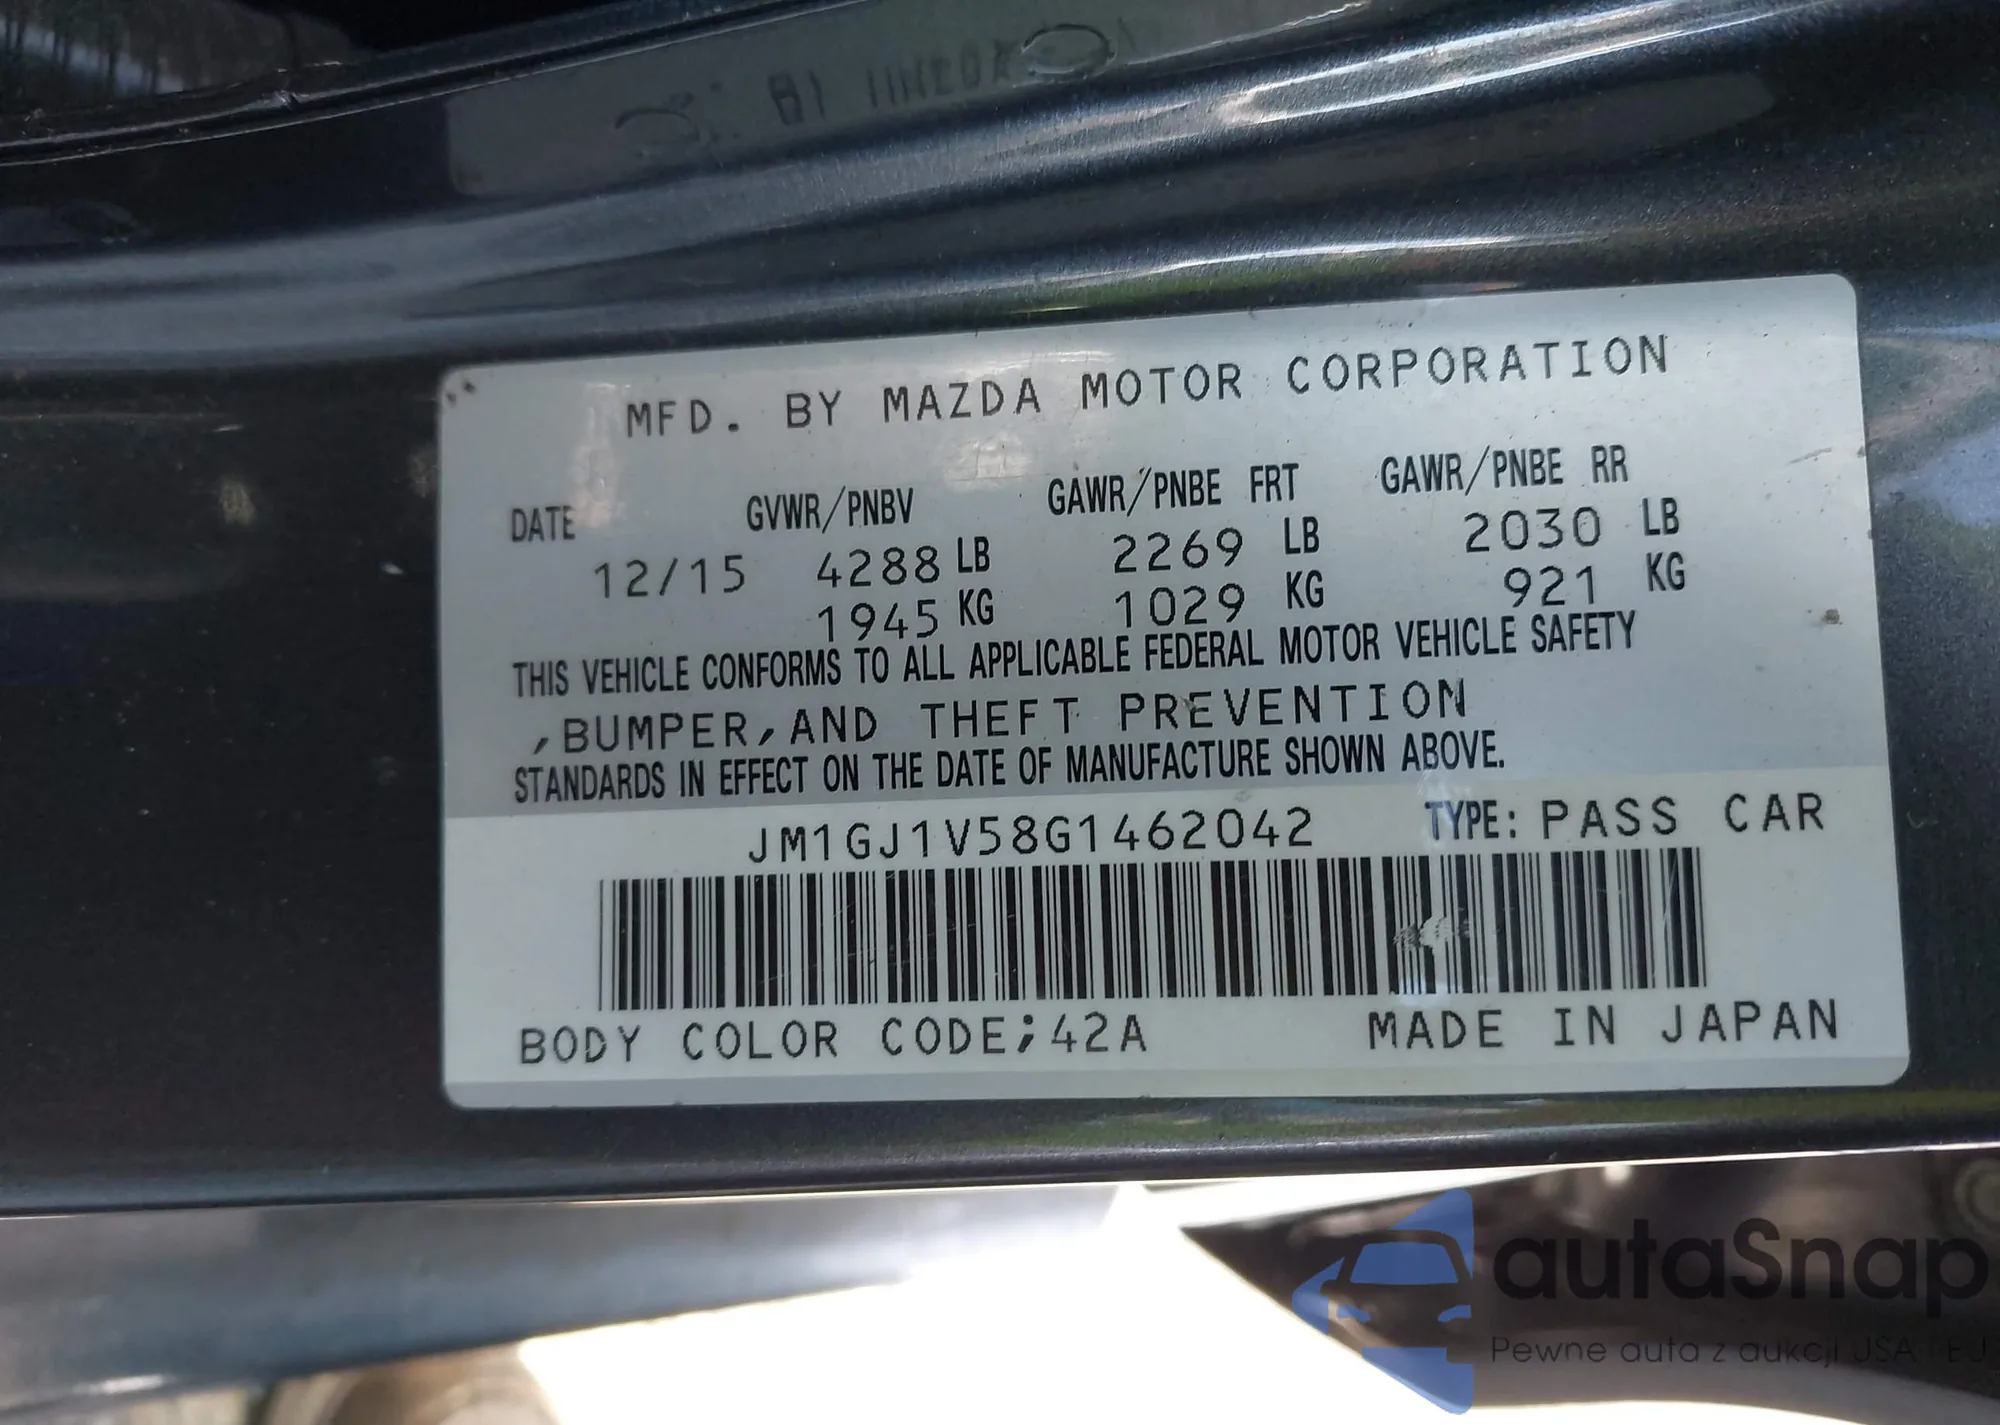 MFD. BY MAZDA MOTOR CORPORATION
DATE GVWR/PNBV GAWR/PNBE FRT GAWR/PNBE RR
12/15 4288 LB 2269 LB 2030 LB
1945 KG 1029 KG 921 KG
THIS VEHICLE CONFORMS TO ALL APPLICABLE FEDERAL MOTOR VEHICLE SAFETY
,BUMPER,AND THEFT PREVENTION
STANDARDS IN EFFECT ON THE DATE OF MANUFACTURE SHOWN ABOVE.
JM1GJ1V58G1462042 TYPE: PASS CAR
BODY COLOR CODE;42A MADE IN JAPAN
autaSnap
Pewne auta z aukcji USA